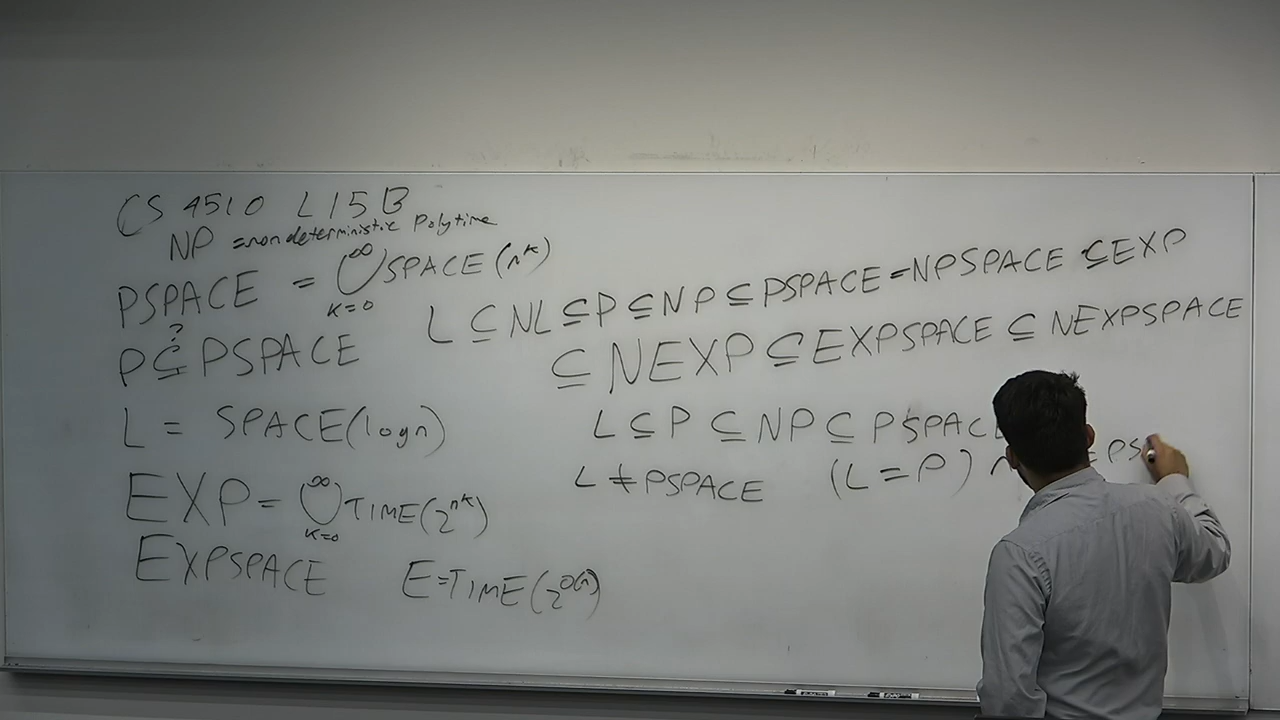 CS 4510 L15B
NP = nondeterministic Polytime
PSPACE = ∞⋃k=0 SPACE(n^k)
P ⊆? PSPACE
L = SPACE(log n)
EXP = ∞⋃k=0 TIME(2^n^k)
EXPSPACE E=TIME(2^O(n))
L ⊆ NL ⊆ P ⊆ NP ⊆ PSPACE = NPSPACE ⊆ EXP
⊆ NEXP ⊆ EXPSPACE ⊆ NEXPSPACE
L ⊆ P ⊆ NP ⊆ PSPACE
L ≠ PSPACE (L = P) = PS